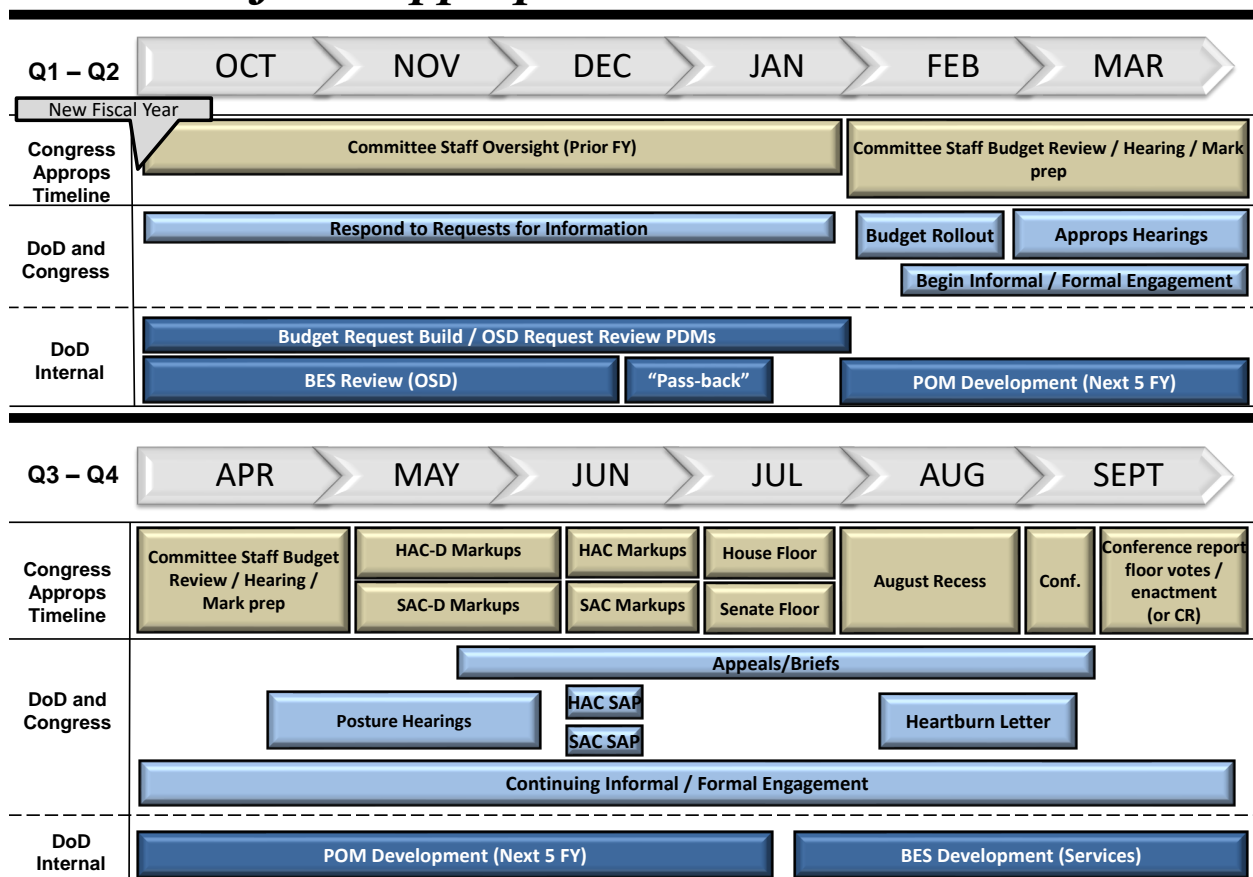 Q1 – Q2
OCT
NOV
DEC
JAN
FEB
MAR
New Fiscal Year
Congress
Approps
Timeline
Committee Staff Oversight (Prior FY)
Committee Staff Budget Review / Hearing / Mark
prep
DoD and
Congress
Respond to Requests for Information
Budget Rollout
Approps Hearings
Begin Informal / Formal Engagement
DoD
Internal
Budget Request Build / OSD Request Review PDMs
BES Review (OSD)
“Pass-back”
POM Development (Next 5 FY)
Q3 – Q4
APR
MAY
JUN
JUL
AUG
SEPT
Congress
Approps
Timeline
Committee Staff Budget
Review / Hearing /
Mark prep
HAC-D Markups
SAC-D Markups
HAC Markups
SAC Markups
House Floor
Senate Floor
August Recess
Conf.
Conference report
floor votes /
enactment
(or CR)
DoD and
Congress
Appeals/Briefs
Posture Hearings
HAC SAP
SAC SAP
Heartburn Letter
Continuing Informal / Formal Engagement
DoD
Internal
POM Development (Next 5 FY)
BES Development (Services)